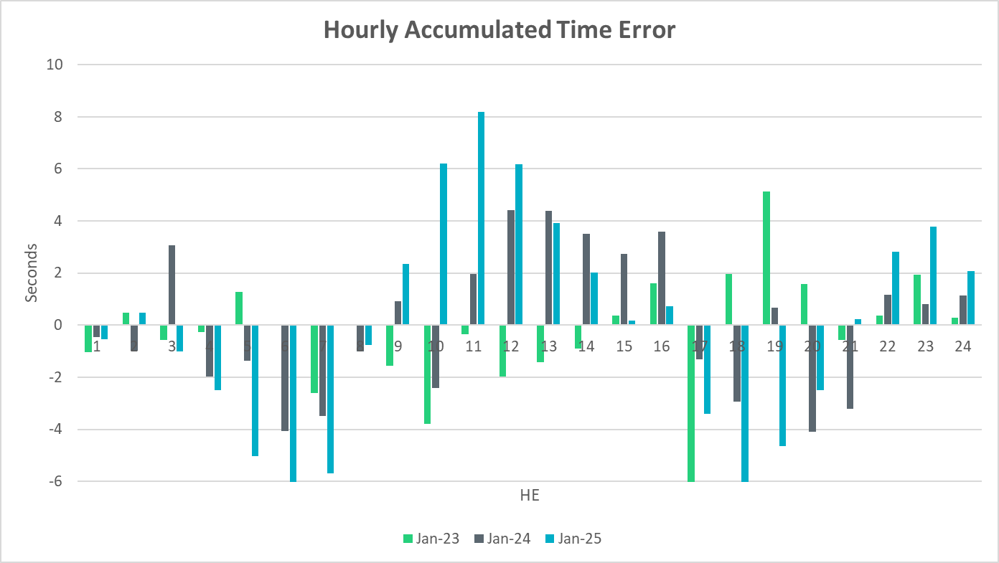 Hourly Accumulated Time Error
10
8
6
4
2
0
-2
-4
-6
Seconds
1 2 3 4 5 6 7 8 9 10 11 12 13 14 15 16 17 18 19 20 21 22 23 24
HE
Jan-23 Jan-24 Jan-25